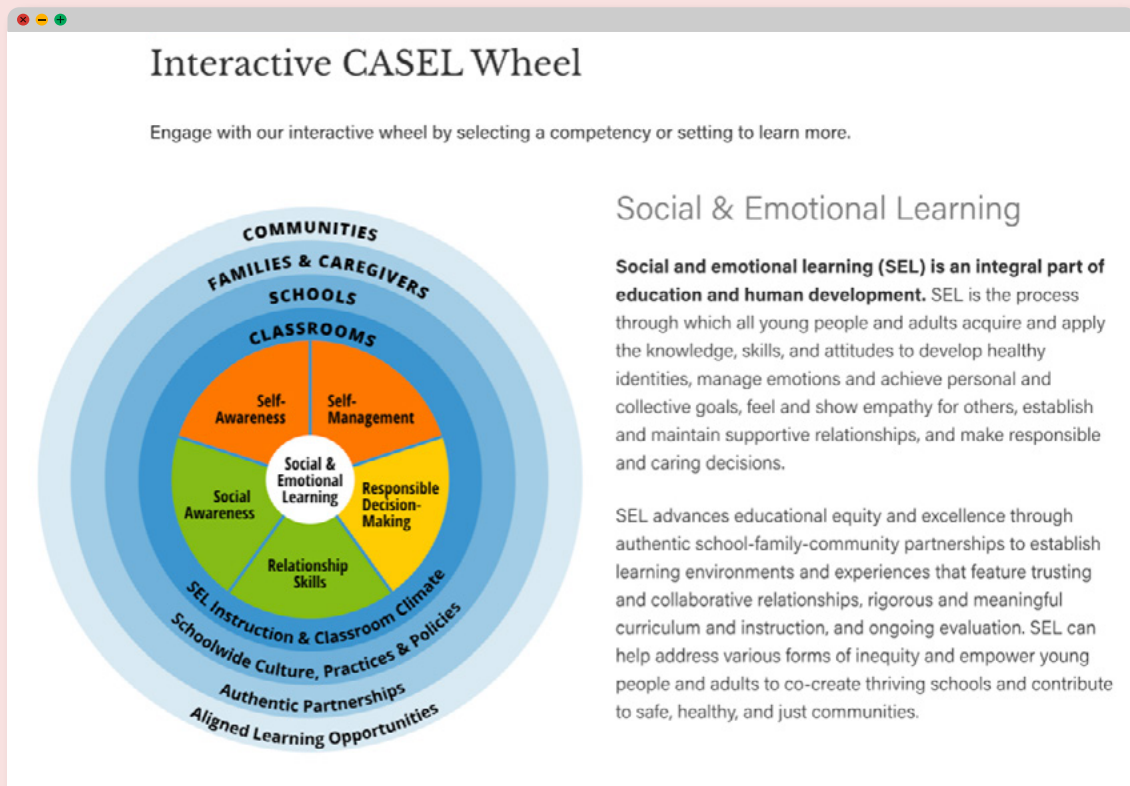 Interactive CASEL Wheel
Engage with our interactive wheel by selecting a competency or setting to learn more.
COMMUNITIES
FAMILIES & CAREGIVERS
SCHOOLS
CLASSROOMS
Self-
Awareness
Self-
Management
Social &
Emotional
Learning
Social
Awareness
Responsible
Decision-
Making
Relationship
Skills
SEL Instruction & Classroom Climate
Schoolwide Culture, Practices & Policies
Authentic Partnerships
Aligned Learning Opportunities
Social & Emotional Learning
Social and emotional learning (SEL) is an integral part of
education and human development. SEL is the process
through which all young people and adults acquire and apply
the knowledge, skills, and attitudes to develop healthy
identities, manage emotions and achieve personal and
collective goals, feel and show empathy for others, establish
and maintain supportive relationships, and make responsible
and caring decisions.
SEL advances educational equity and excellence through
authentic school-family-community partnerships to establish
learning environments and experiences that feature trusting
and collaborative relationships, rigorous and meaningful
curriculum and instruction, and ongoing evaluation. SEL can
help address various forms of inequity and empower young
people and adults to co-create thriving schools and contribute
to safe, healthy, and just communities.